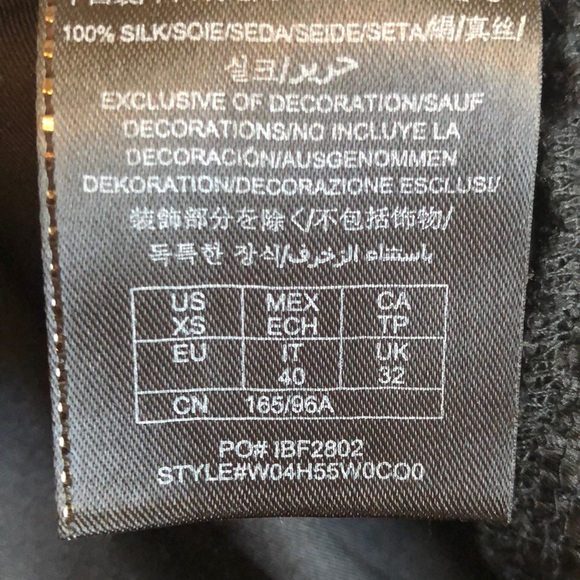 100% SILK/SOIE/SEDA/SEIDE/SETA/絹/真丝/
실크/حرير/
EXCLUSIVE OF DECORATION/SAUF
DECORATIONS/NO INCLUYE LA
DECORACIÓN/AUSGENOMMEN
DEKORATION/DECORAZIONE ESCLUSI/
装飾部分を除く/不包括饰物/
독특한 장식/باستثناء الزخرف/
US XS MEX ECH CA TP
EU IT 40 UK 32
CN 165/96A
PO# IBF2802
STYLE#W04H55W0CO0